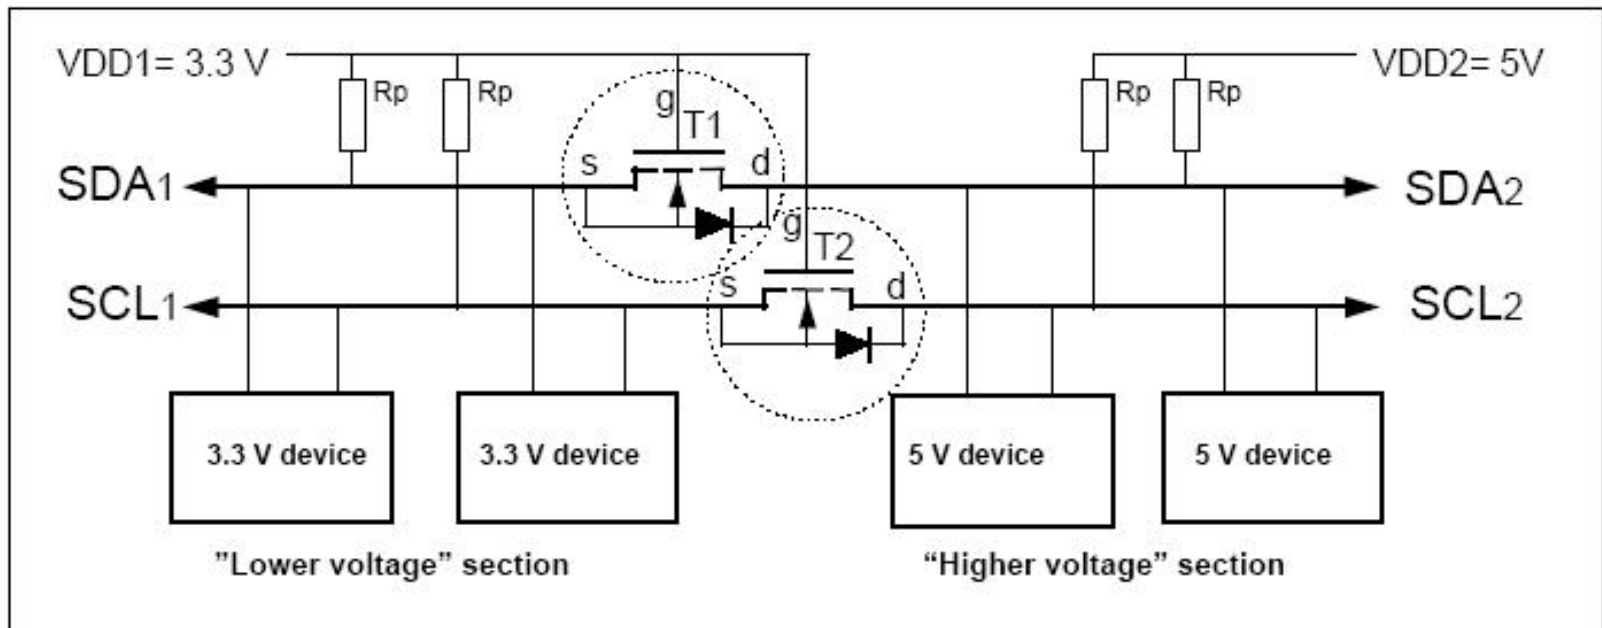 VDD1= 3.3 V
VDD2= 5V
Rp
Rp
Rp
Rp
g
T1
s
d
SDA1
SDA2
g
T2
s
d
SCL1
SCL2
3.3 V device
3.3 V device
5 V device
5 V device
”Lower voltage” section
“Higher voltage” section